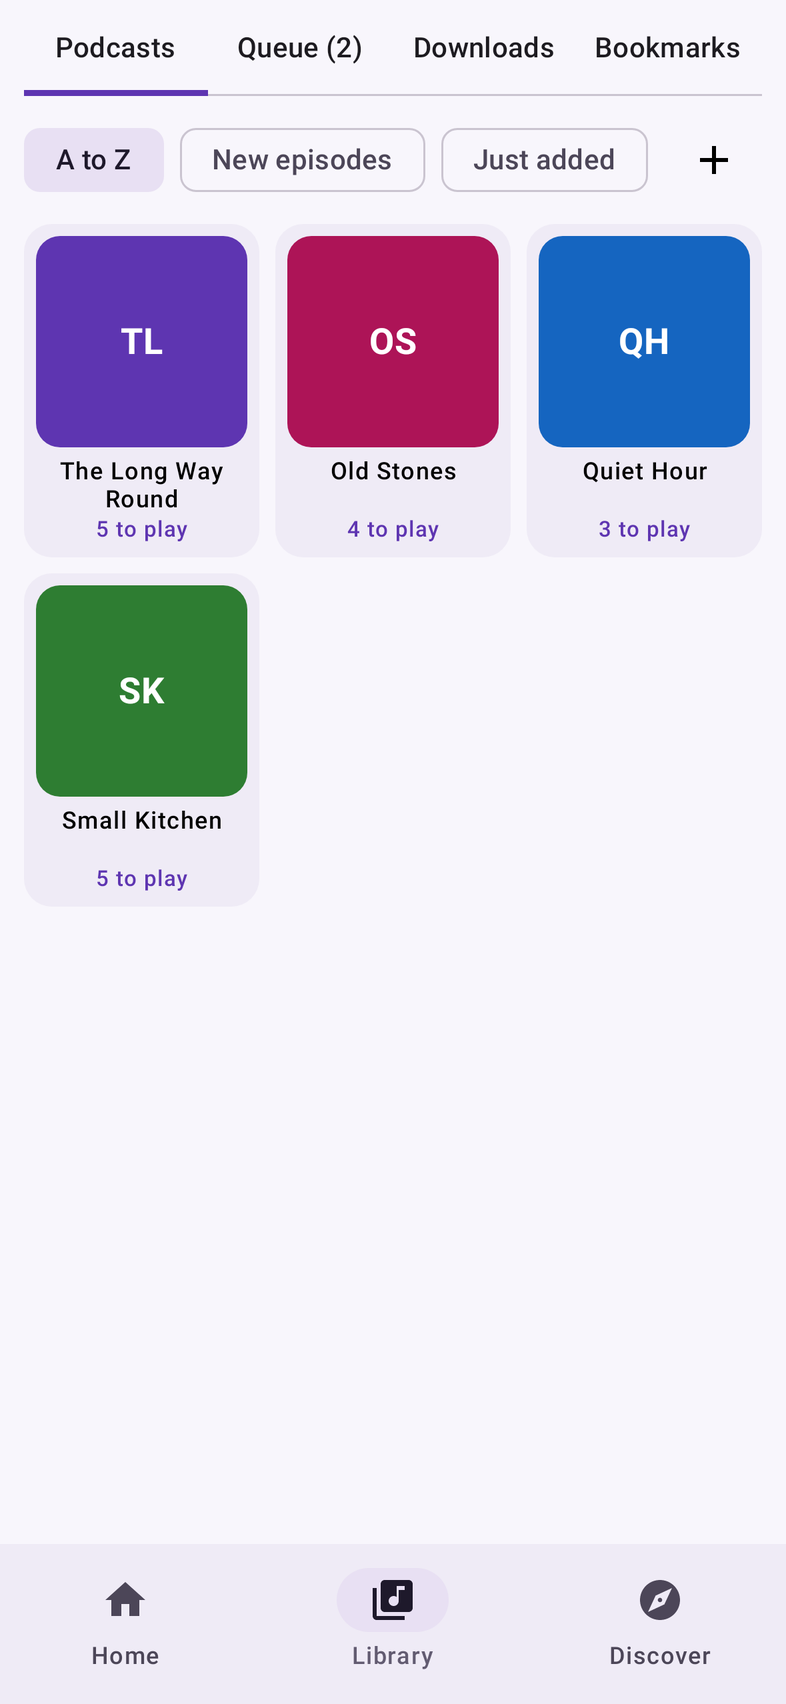 Podcasts
Queue (2)
Downloads
Bookmarks
A to Z
New episodes
Just added
TL
The Long Way
Round
5 to play
OS
Old Stones
4 to play
QH
Quiet Hour
3 to play
SK
Small Kitchen
5 to play
Home
Library
Discover